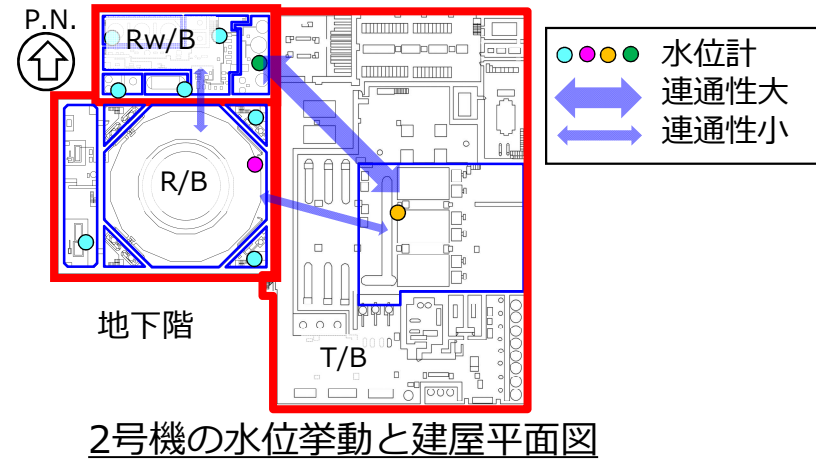 P.N.
Rw/B
水位計
連通性大
連通性小
R/B
地下階
T/B
2号機の水位挙動と建屋平面図